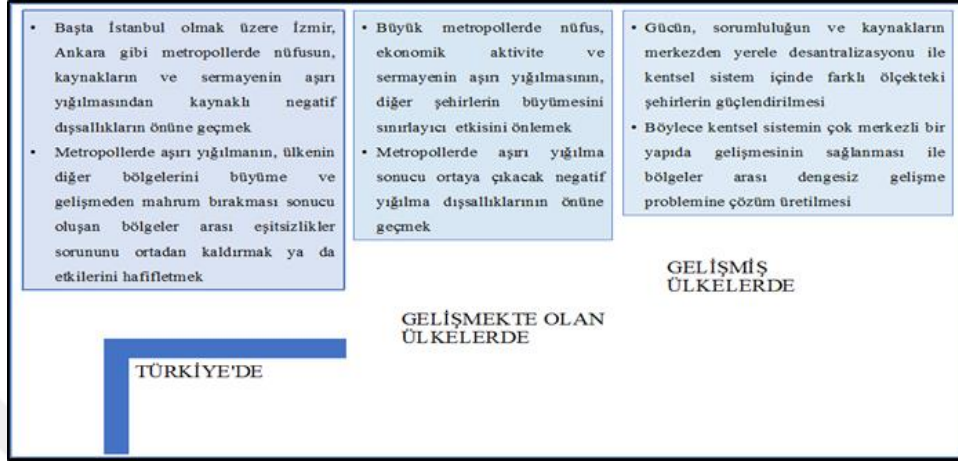 • Başta İstanbul olmak üzere İzmir,
Ankara gibi metropollerde nüfusun,
kaynakların ve sermayenin aşırı
yığılmasından kaynaklı negatif
dışsallıkların önüne geçmek
• Metropollerde aşırı yığılmanın, ülkenin
diğer bölgelerini büyüme ve
gelişmeden mahrum bırakması sonucu
oluşan bölgeler arası eşitsizlikler
sorununu ortadan kaldırmak ya da
etkilerini hafifletmek
TÜRKİYE'DE
• Büyük metropollerde nüfus,
ekonomik aktivite ve
sermayenin aşırı yığılmasının,
diğer şehirlerin büyümesini
sınırlayıcı etkisini önlemek
• Metropollerde aşırı yığılma
sonucu ortaya çıkacak negatif
yığılma dışsallıklarının önüne
geçmek
GELİŞMEKTE OLAN
ÜLKELERDE
• Gücün, sorumluluğun ve kaynakların
merkezden yerele desantralizasyonu ile
kentsel sistem içinde farklı ölçekteki
şehirlerin güçlendirilmesi
• Böylece kentsel sistemin çok merkezli bir
yapıda gelişmesinin sağlanması ile
bölgeler arası dengesiz gelişme
problemine çözüm üretilmesi
GELİŞMİŞ
ÜLKELERDE